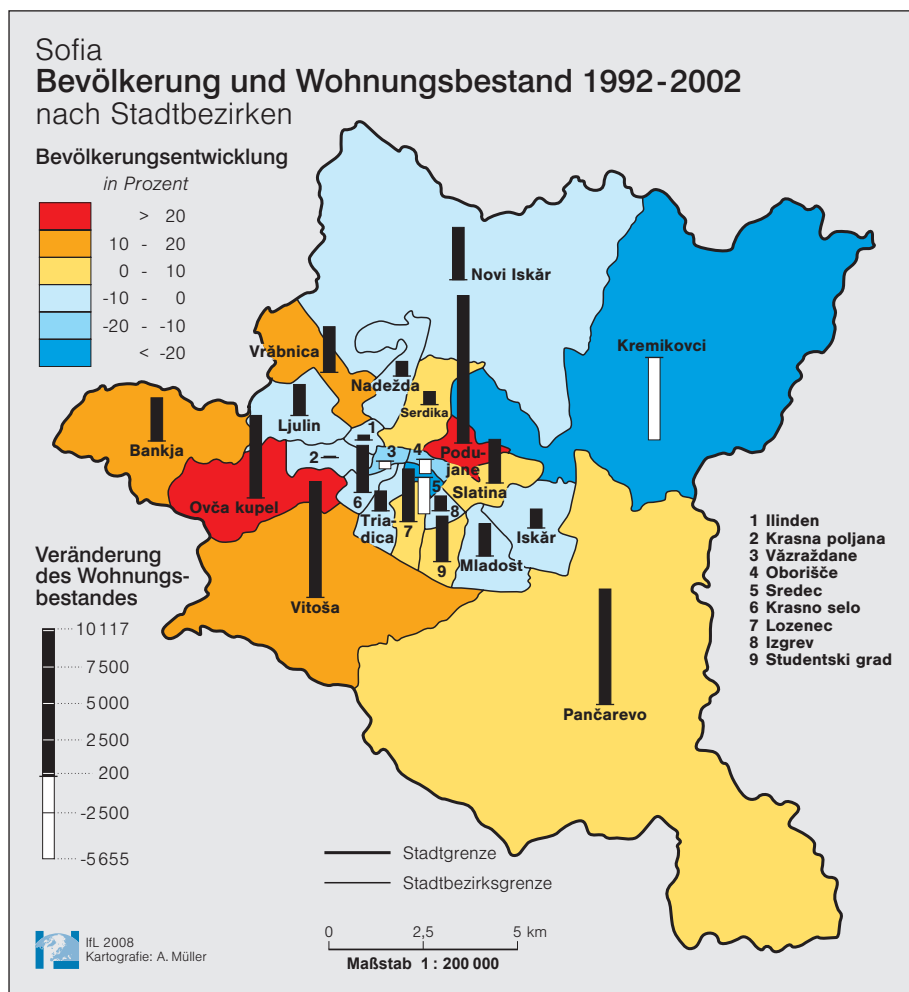 Sofia
Bevölkerung und Wohnungsbestand 1992-2002
nach Stadtbezirken
Bevölkerungsentwicklung
in Prozent
> 20
10 - 20
0 - 10
-10 - 0
-20 - -10
< -20
Novi Iskăr
Kremikovci
Vrăbnica
Nadežda
Serdika
Ljulin
Bankja
1
2
3
4
Podu-
jane
5
Slatina
6
Ovča kupel
Tria-
dica
7
8
Iskăr
9
Mladost
Vitoša
Pančarevo
1 Ilinden
2 Krasna poljana
3 Văzraždane
4 Oborišče
5 Sredec
6 Krasno selo
7 Lozenec
8 Izgrev
9 Studentski grad
Veränderung
des Wohnungs-
bestandes
10 117
7 500
5 000
2 500
200
-2 500
-5 655
Stadtgrenze
Stadtbezirksgrenze
0 2,5 5 km
Maßstab 1 : 200 000
IfL 2008
Kartografie: A. Müller